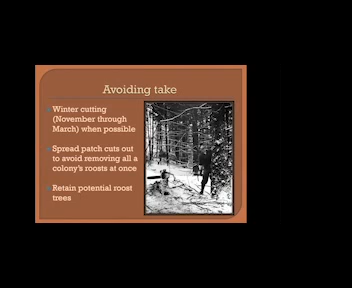 Avoiding take
Winter cutting
(November through
March) when possible
Spread patch cuts out
to avoid removing all a
colony's roosts at once
Retain potential roost
trees